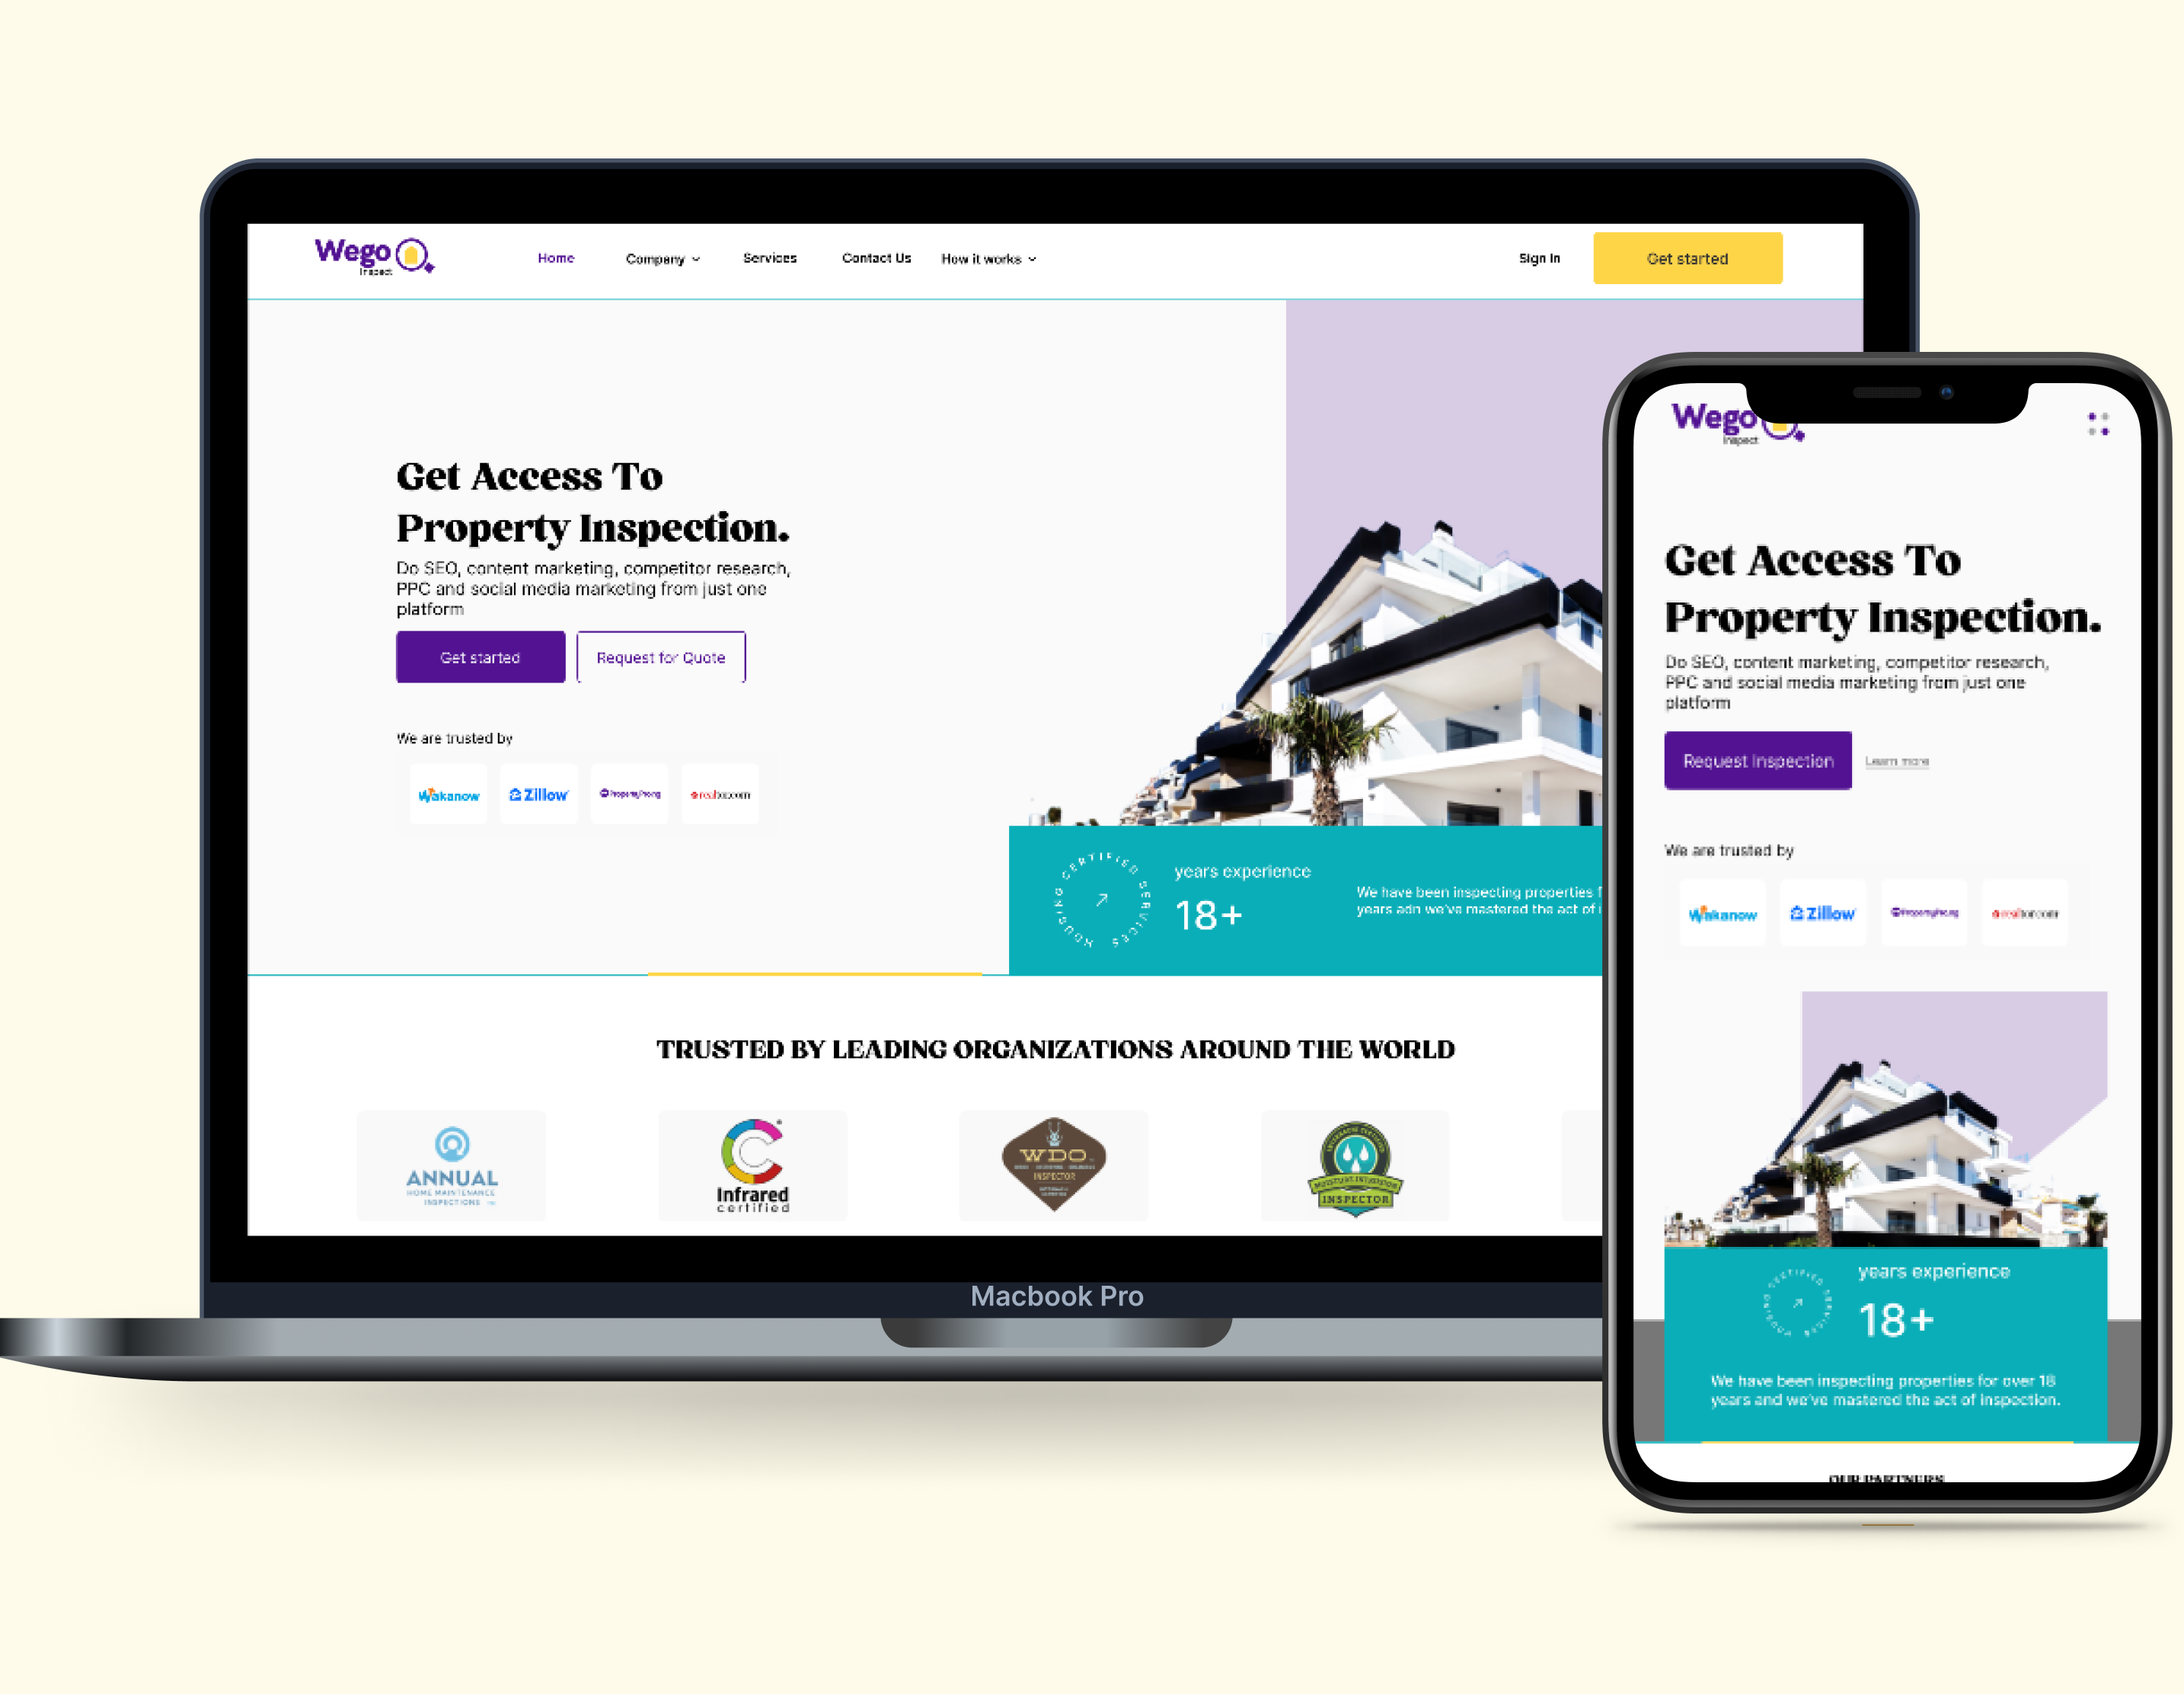 Wego
Inspect
Home
Company
Services
Contact Us
How it works
Sign In
Get started
Get Access To
Property Inspection.
Do SEO, content marketing, competitor research,
PPC and social media marketing from just one
platform
Get started
Request for Quote
We are trusted by
Wakanow
Zillow
PropertyPro.ng
realtor.com
HOUSING CERTIFIED SERVICES
years experience
18+
We have been inspecting properties f
years adn we've mastered the act of i
TRUSTED BY LEADING ORGANIZATIONS AROUND THE WORLD
ANNUAL
HOME MAINTENANCE
INSPECTIONS
Infrared
certified
WDO
INSPECTOR
MOISTURE INTRUSION
INSPECTOR
Macbook Pro
Wego
Inspect
Get Access To
Property Inspection.
Do SEO, content marketing, competitor research,
PPC and social media marketing from just one
platform
Request Inspection
Learn more
We are trusted by
Wakanow
Zillow
PropertyPro.ng
realtor.com
HOUSING CERTIFIED SERVICES
years experience
18+
We have been inspecting properties for over 18
years and we've mastered the act of inspection.
OUR PARTNERS